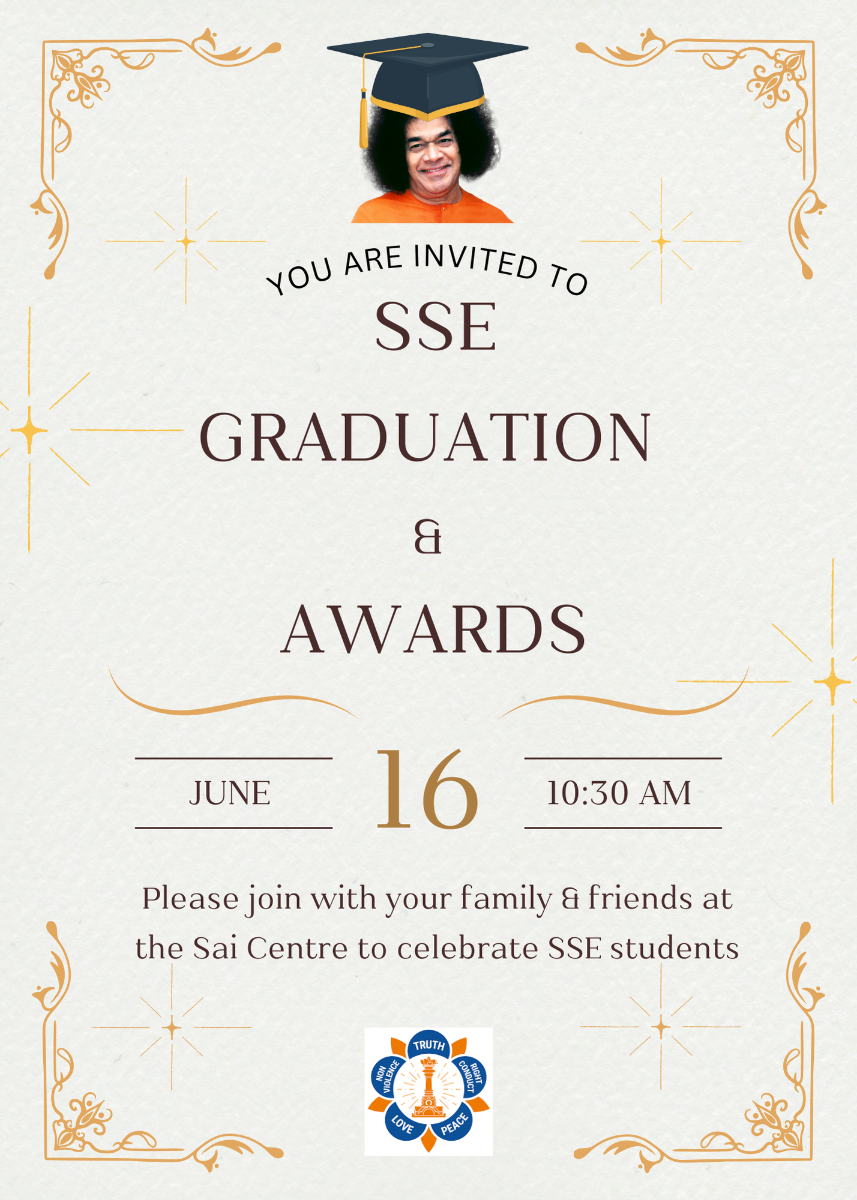 YOU ARE INVITED TO
SSE
GRADUATION
&
AWARDS
JUNE
16
10:30 AM
Please join with your family & friends at
the Sai Centre to celebrate SSE students
TRUTH
NON
VIOLENCE
RIGHT
CONDUCT
LOVE
PEACE